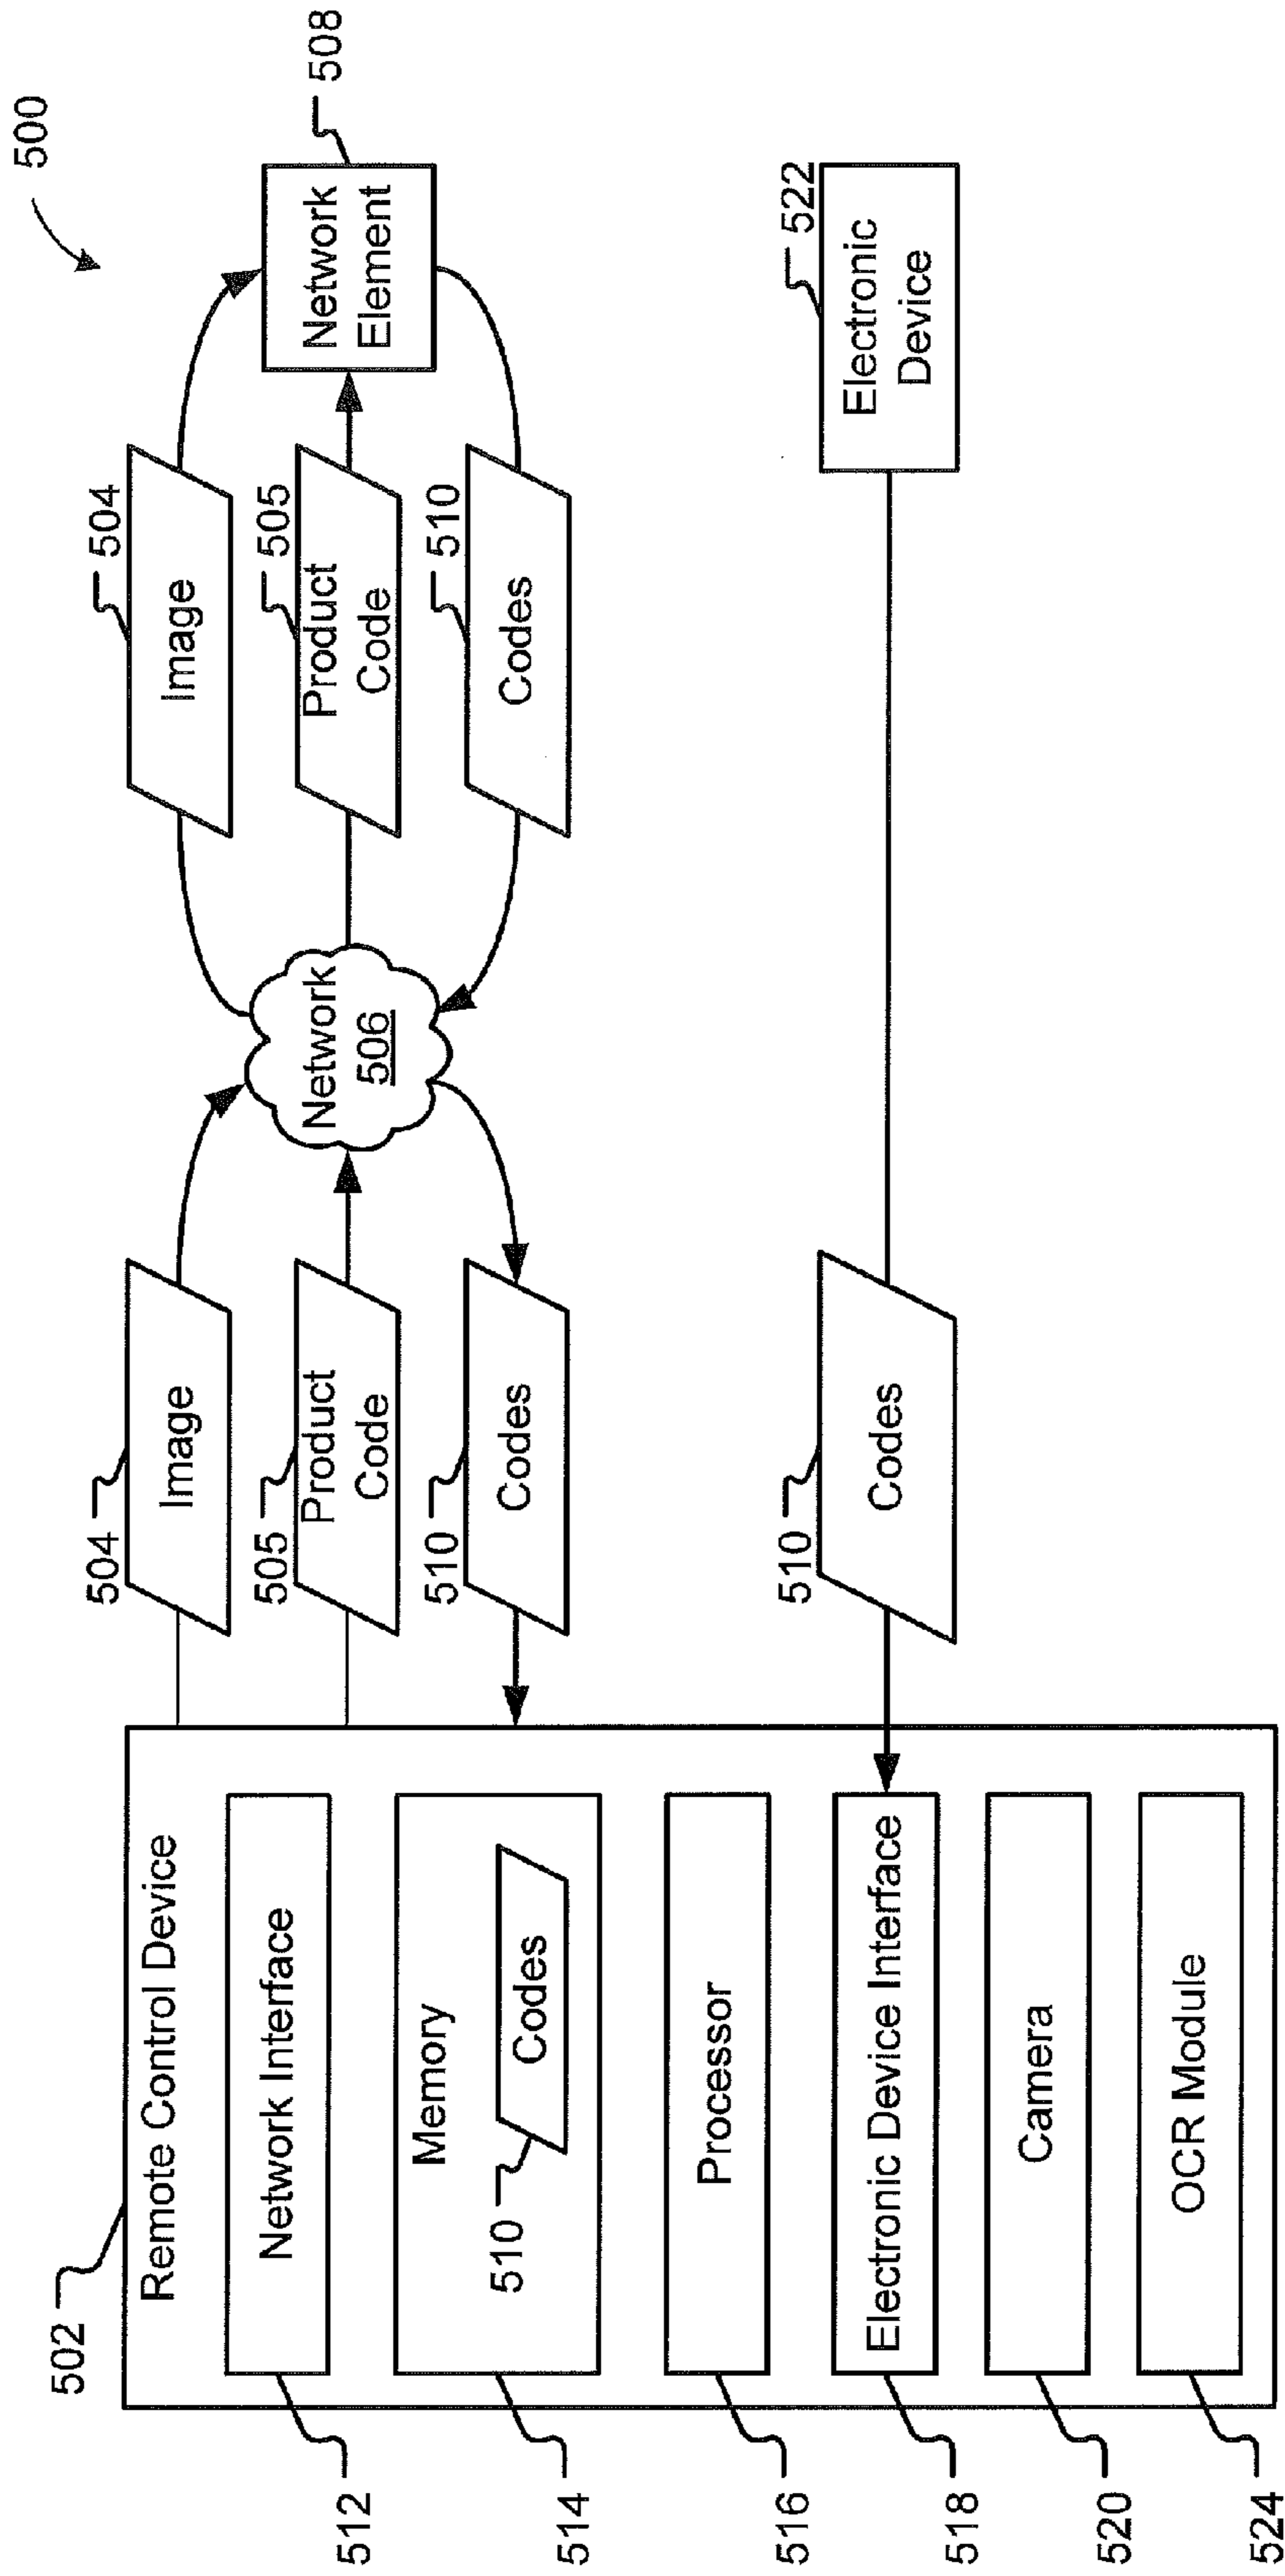 500
502
Remote Control Device
512
Network Interface
514
Memory
510
Codes
516
Processor
518
Electronic Device Interface
520
Camera
524
OCR Module
504
Image
505
Product
Code
510
Codes
Network
506
504
Image
505
Product
Code
510
Codes
508
Network
Element
510
Codes
522
Electronic
Device